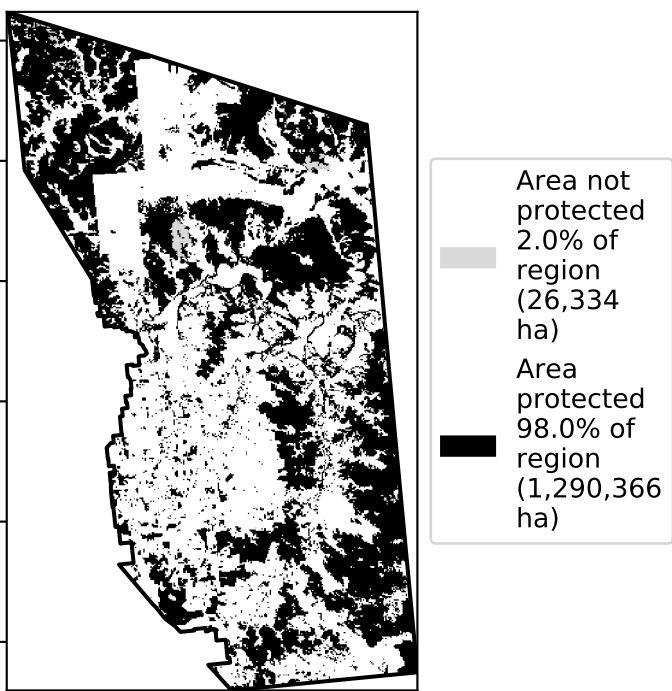 Area not
protected
2.0% of
region
(26,334
ha)
Area
protected
98.0% of
region
(1,290,366
ha)